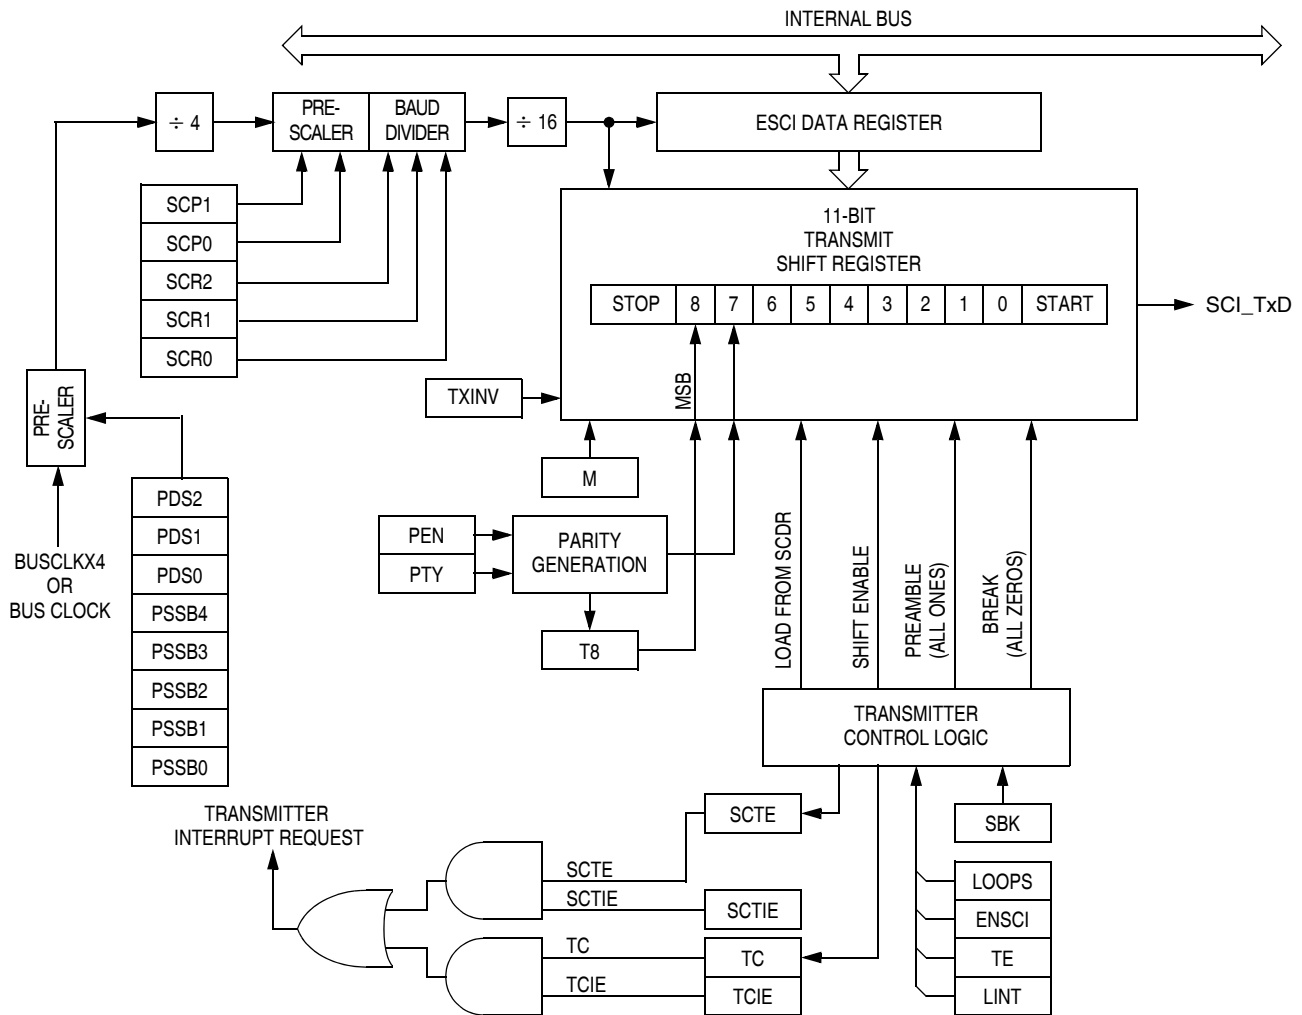 INTERNAL BUS
÷ 4
PRE-
SCALER
BAUD
DIVIDER
÷ 16
ESCI DATA REGISTER
SCP1
SCP0
SCR2
SCR1
SCR0
11-BIT
TRANSMIT
SHIFT REGISTER
STOP 8 7 6 5 4 3 2 1 0 START
SCI_TxD
PRE-
SCALER
TXINV
MSB
M
BUSCLKX4
OR
BUS CLOCK
PDS2
PDS1
PDS0
PSSB4
PSSB3
PSSB2
PSSB1
PSSB0
PEN
PTY
PARITY
GENERATION
T8
LOAD FROM SCDR
SHIFT ENABLE
PREAMBLE
(ALL ONES)
BREAK
(ALL ZEROS)
TRANSMITTER
CONTROL LOGIC
TRANSMITTER
INTERRUPT REQUEST
SCTE
SBK
SCTE
SCTIE
SCTIE
TC
TC
TCIE
TCIE
LOOPS
ENSCI
TE
LINT